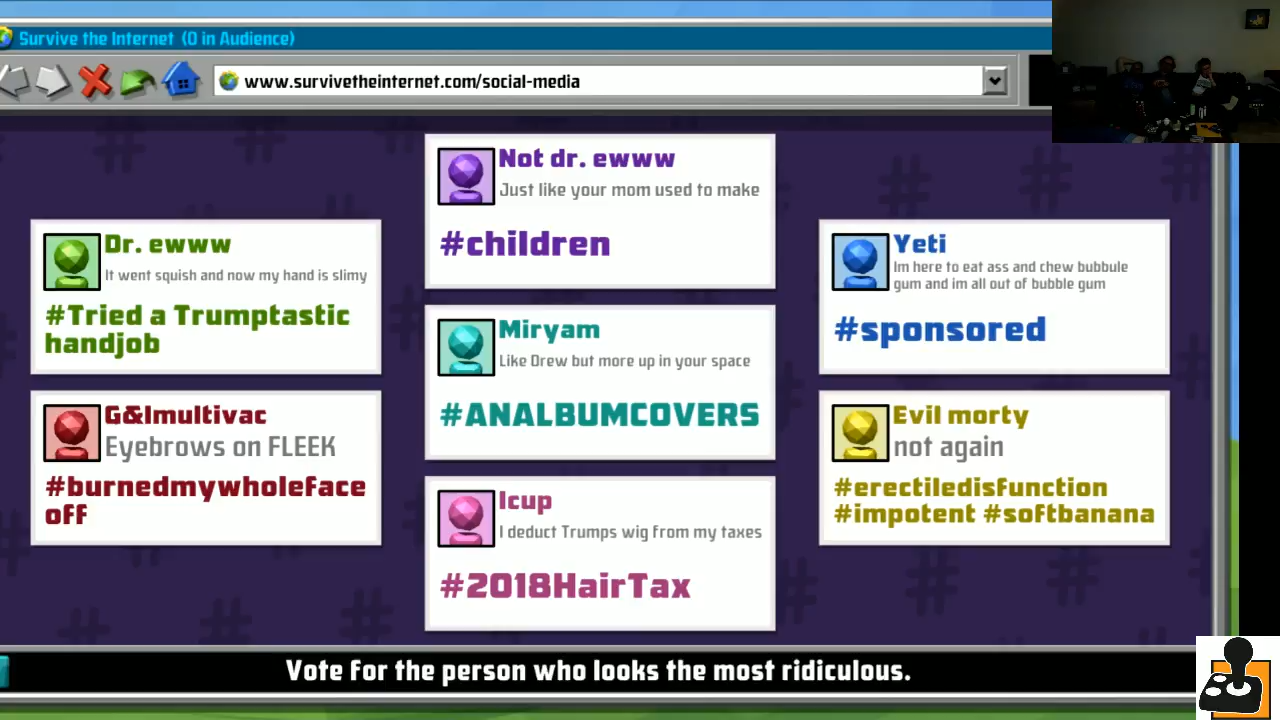 Survive the Internet (0 in Audience)
www.survivetheinternet.com/social-media
Not dr. ewww
Just like your mom used to make
#children
Dr. ewww
It went squish and now my hand is slimy
#Tried a Trumptastic
handjob
Yeti
Im here to eat ass and chew bubbule
gum and im all out of bubble gum
#sponsored
Miryam
Like Drew but more up in your space
#ANALBUMCOVERS
G&Imultivac
Eyebrows on FLEEK
#burnedmywholeface
off
Evil morty
not again
#erectiledisfunction
#impotent #softbanana
Icup
I deduct Trumps wig from my taxes
#2018HairTax
Vote for the person who looks the most ridiculous.